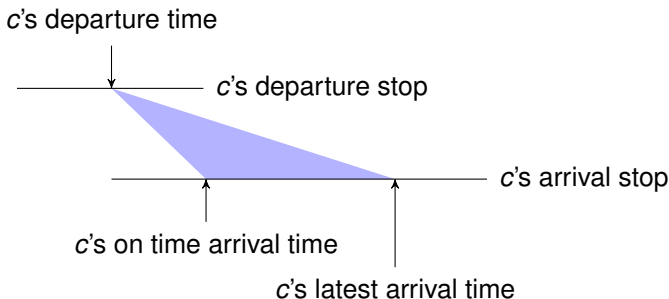 c's departure time
c's departure stop
c's arrival stop
c's on time arrival time
c's latest arrival time